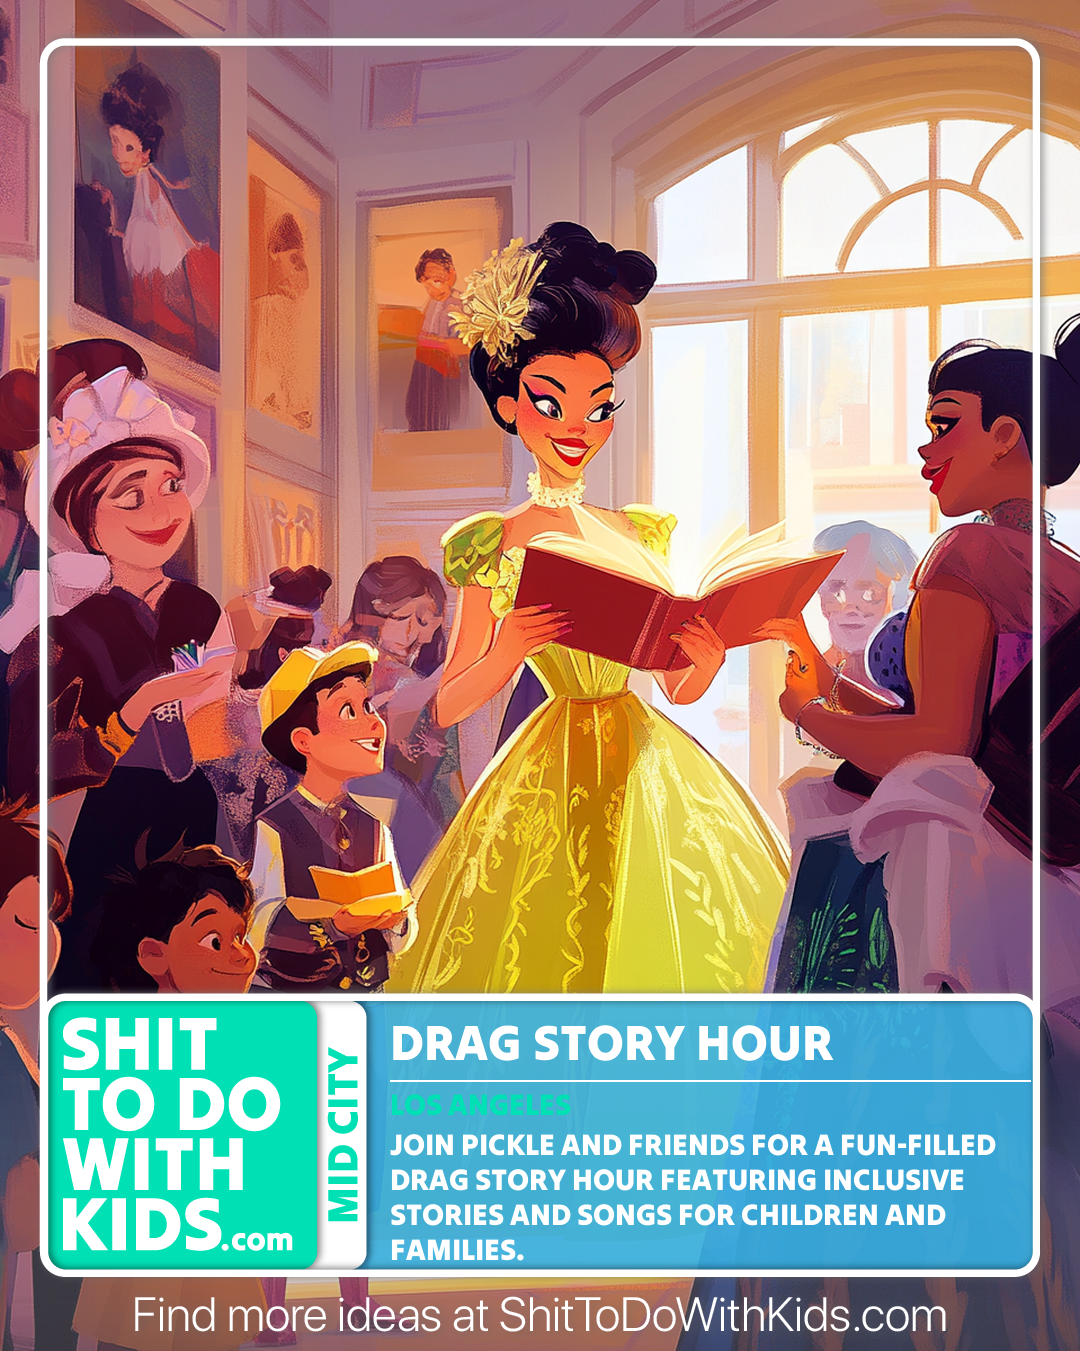 SHIT
TO DO
WITH
KIDS.com
MID CITY
DRAG STORY HOUR
LOS ANGELES
JOIN PICKLE AND FRIENDS FOR A FUN-FILLED
DRAG STORY HOUR FEATURING INCLUSIVE
STORIES AND SONGS FOR CHILDREN AND
FAMILIES.
Find more ideas at ShitToDoWithKids.com